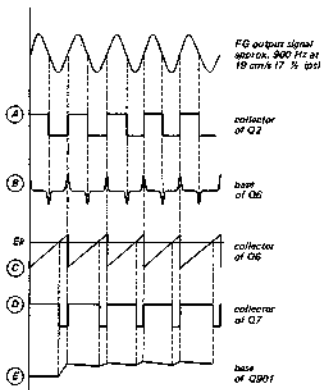 FG output signal
approx. 900 Hz at
19 cm/s (7 ½ ips)
A
collector
of Q2
B
base
of Q6
collector
of Q6
C
D
collector
of Q7
E
base
of Q901